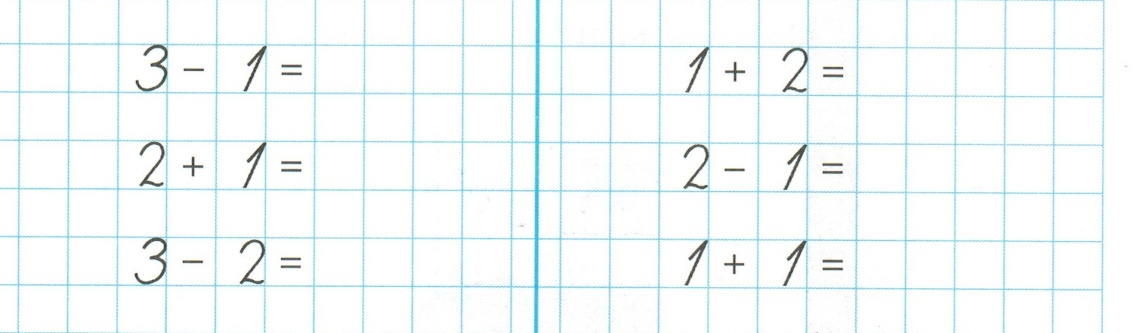 3 - 1 =
2 + 1 =
3 - 2 =
1 + 2 =
2 - 1 =
1 + 1 =